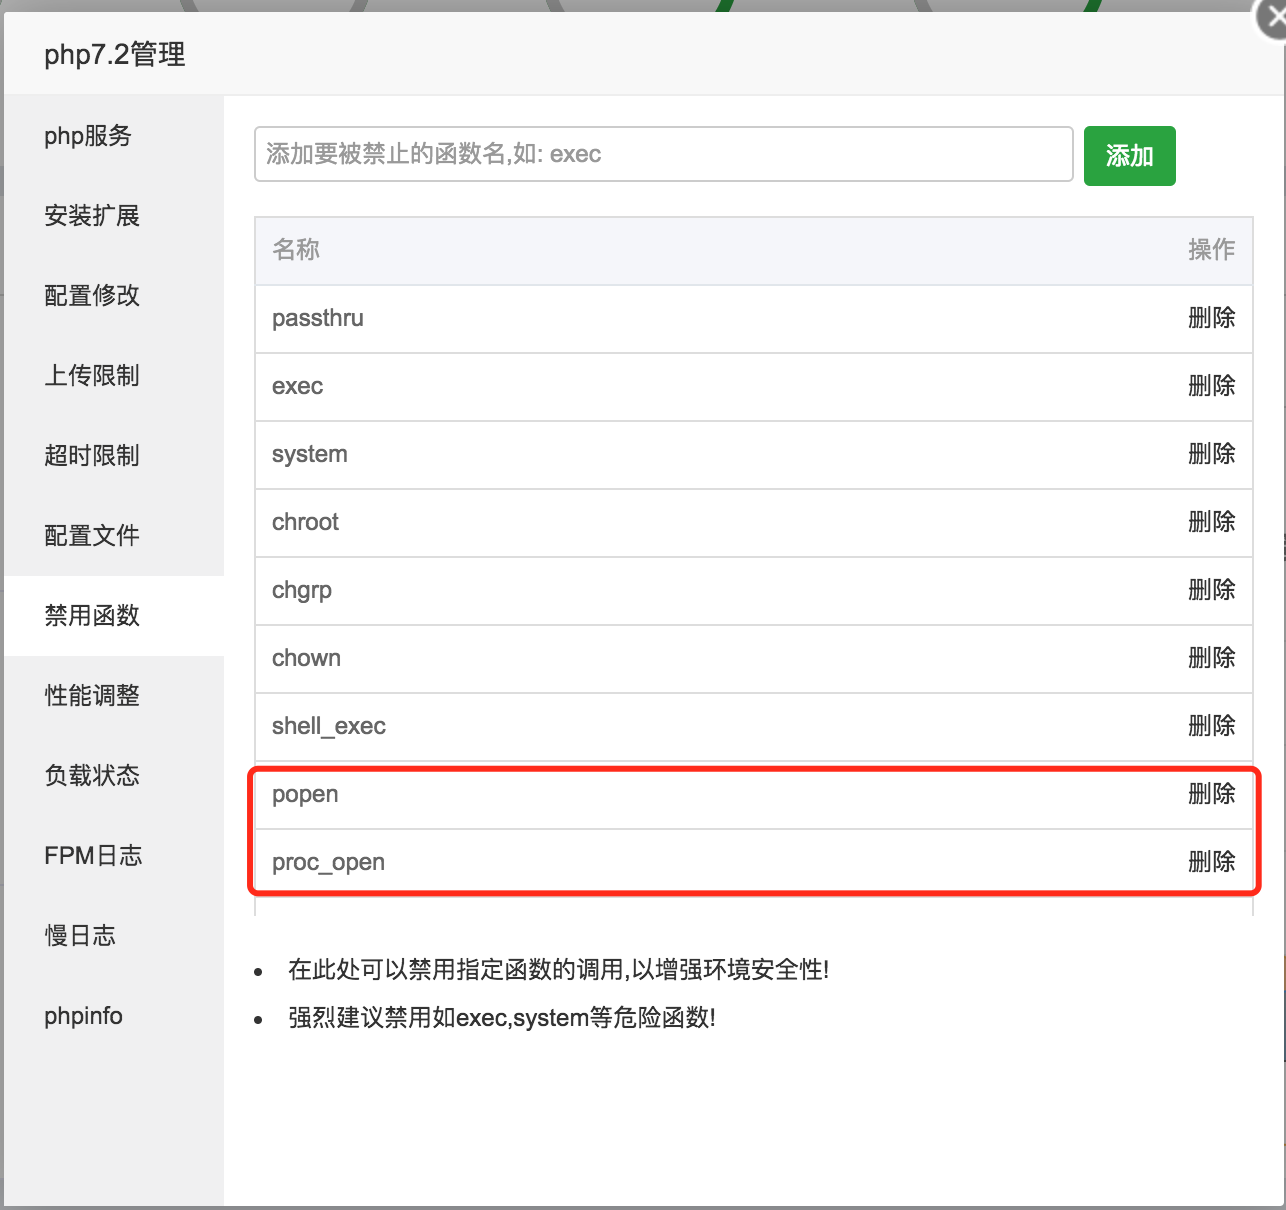 php7.2管理
php服务
安装扩展
配置修改
上传限制
超时限制
配置文件
禁用函数
性能调整
负载状态
FPM日志
慢日志
phpinfo
添加要被禁止的函数名,如: exec
添加
名称 操作
passthru 删除
exec 删除
system 删除
chroot 删除
chgrp 删除
chown 删除
shell_exec 删除
popen 删除
proc_open 删除
在此处可以禁用指定函数的调用,以增强环境安全性!
强烈建议禁用如exec,system等危险函数!